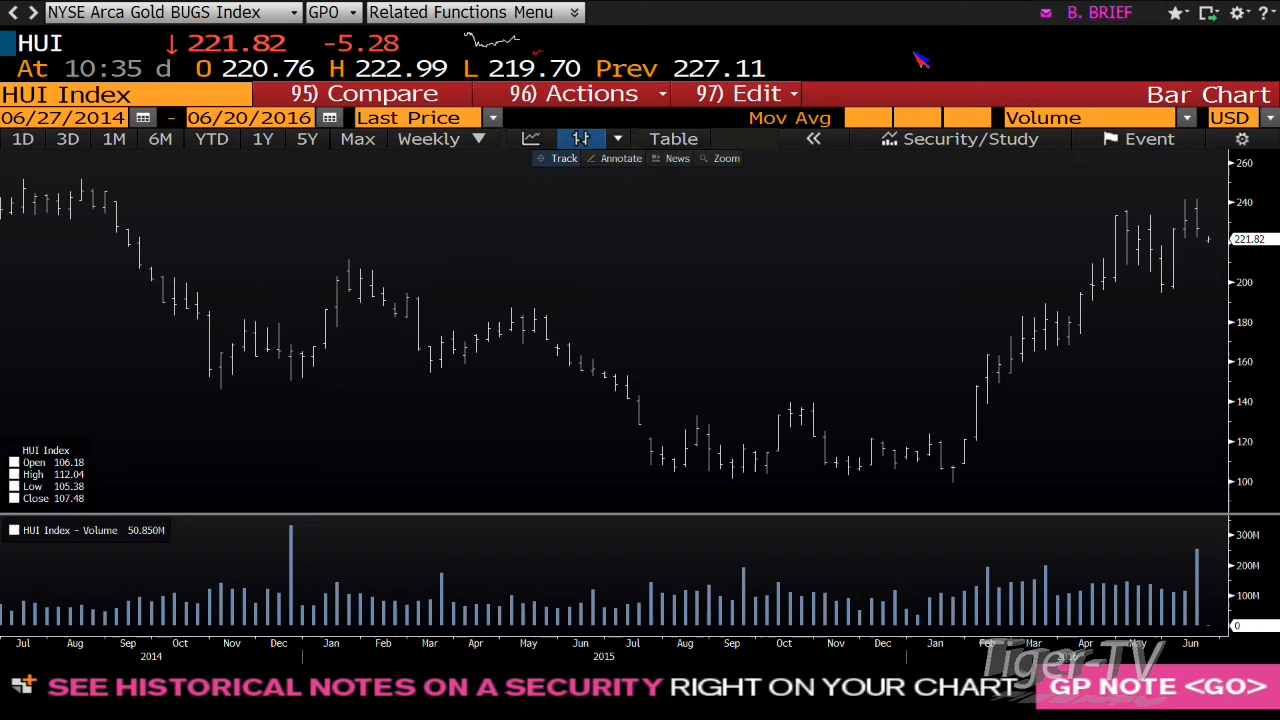 NYSE Arca Gold BUGS Index GPO Related Functions Menu B. BRIEF
HUI 221.82 -5.28
At 10:35 d O 220.76 H 222.99 L 219.70 Prev 227.11
HUI Index 95) Compare 96) Actions 97) Edit Bar Chart
06/27/2014 - 06/20/2016 Last Price Mov Avg Volume USD
1D 3D 1M 6M YTD 1Y 5Y Max Weekly Table Security/Study Event
Track Annotate News Zoom
260
240
221.82
200
180
160
140
120
100
HUI Index
Open 106.18
High 112.04
Low 105.38
Close 107.48
HUI Index - Volume 50.850M
300M
200M
100M
0
Jul Aug Sep Oct Nov Dec Jan Feb Mar Apr May Jun Jul Aug Sep Oct Nov Dec Jan Feb Mar Apr May Jun
2014 2015 2016
Tiger-TV
SEE HISTORICAL NOTES ON A SECURITY RIGHT ON YOUR CHART GP NOTE <GO>